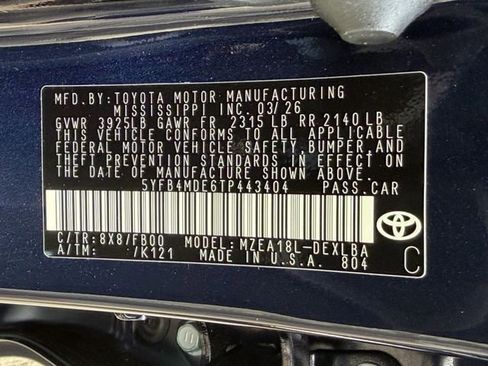 MFD.BY:TOYOTA MOTOR MANUFACTURING
MISSISSIPPI INC. 03/26
GVWR 3925LB GAWR FR 2315LB RR 2140LB
THIS VEHICLE CONFORMS TO ALL APPLICABLE
FEDERAL MOTOR VEHICLE SAFETY, BUMPER, AND
THEFT PREVENTION STANDARDS IN EFFECT ON
THE DATE OF MANUFACTURE SHOWN ABOVE.
5YFB4MDE6TP443404 PASS.CAR
C/TR:8X8/FB00 MODEL:MZEA18L-DEXLBA
A/TM: /K121 MADE IN U.S.A. 804
C